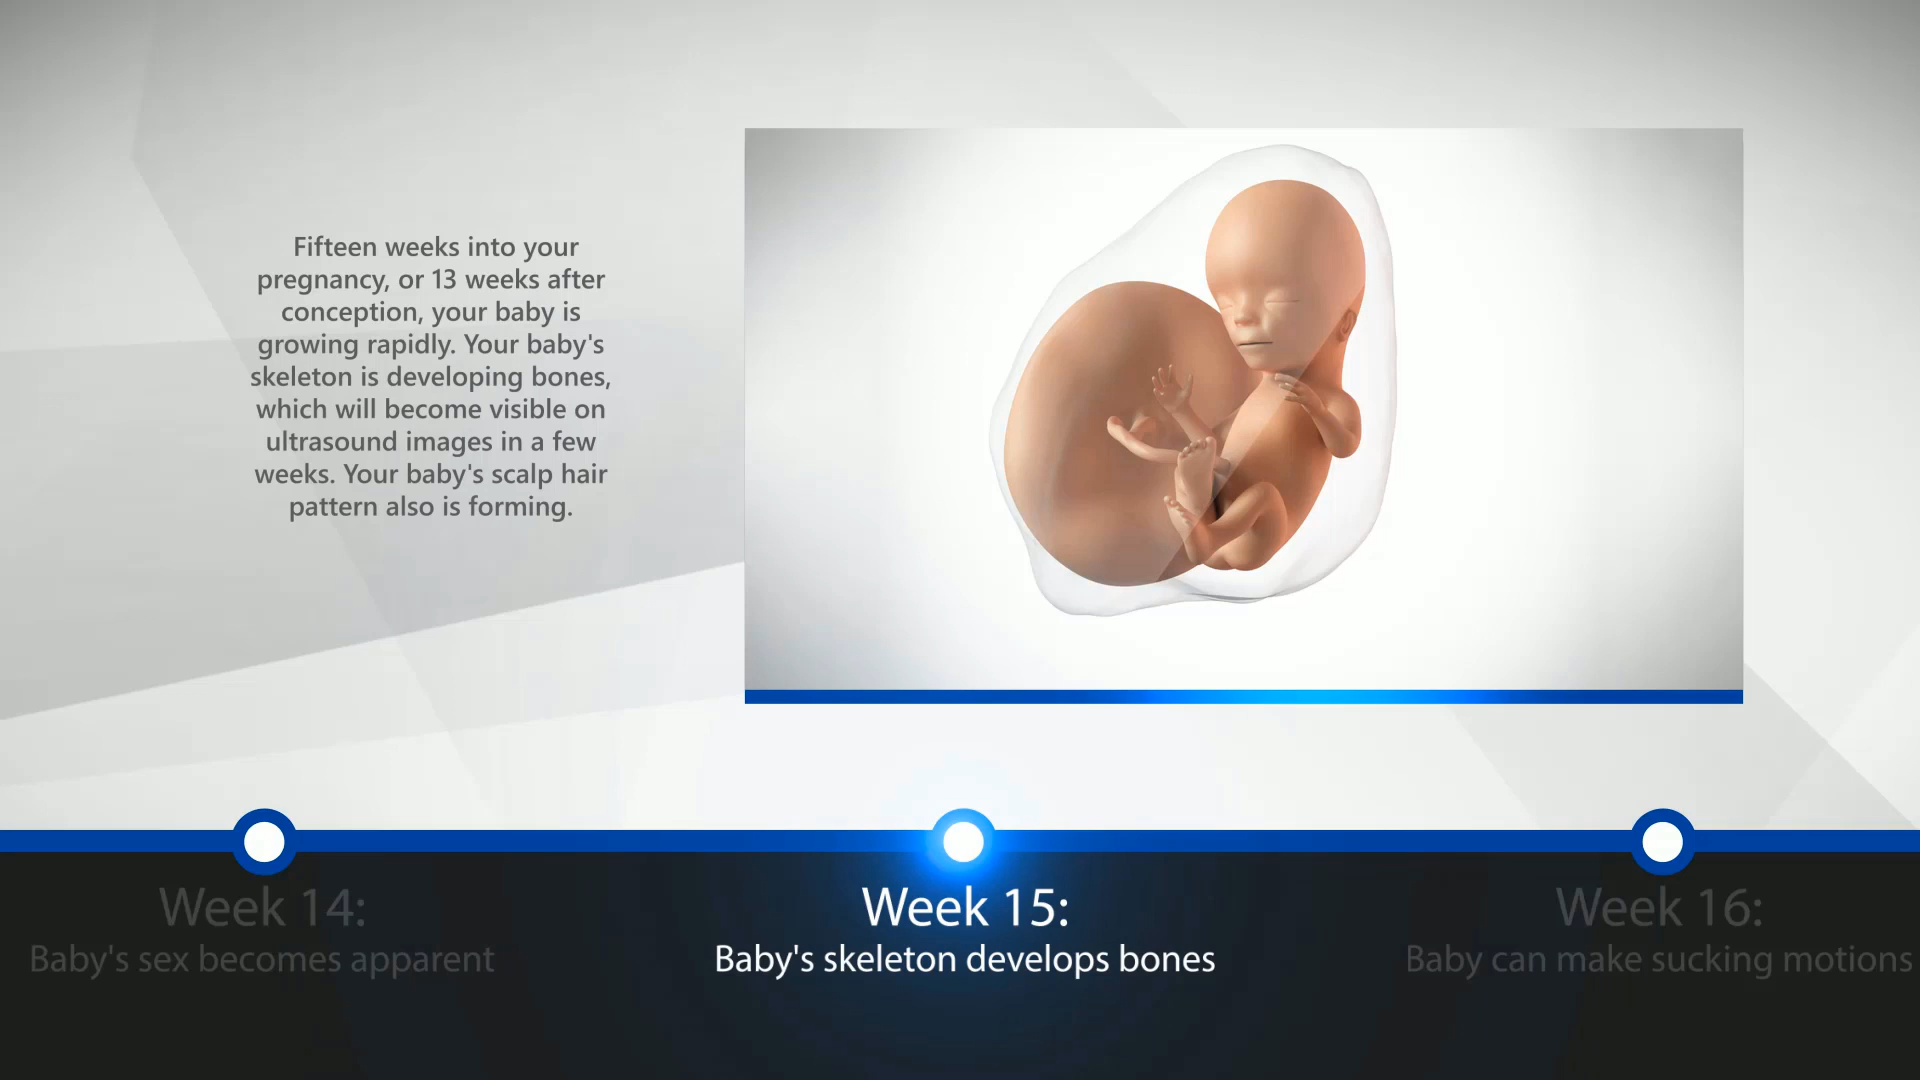 Fifteen weeks into your
pregnancy, or 13 weeks after
conception, your baby is
growing rapidly. Your baby's
skeleton is developing bones,
which will become visible on
ultrasound images in a few
weeks. Your baby's scalp hair
pattern also is forming.
Week 14:
Baby's sex becomes apparent
Week 15:
Baby's skeleton develops bones
Week 16:
Baby can make sucking motions